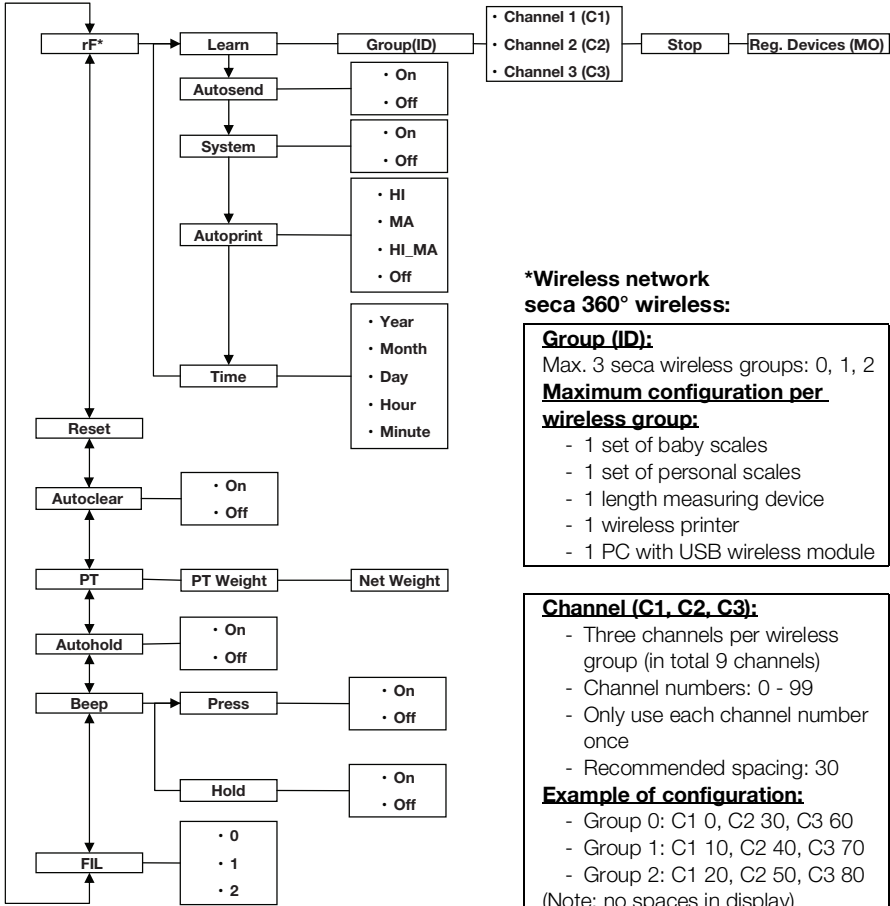 rF*
Learn
Group(ID)
· Channel 1 (C1)
· Channel 2 (C2)
· Channel 3 (C3)
Stop
Reg. Devices (MO)
Autosend
· On
· Off
System
· On
· Off
Autoprint
· HI
· MA
· HI_MA
· Off
Time
· Year
· Month
· Day
· Hour
· Minute
Reset
Autoclear
· On
· Off
PT
PT Weight
Net Weight
Autohold
· On
· Off
Beep
Press
· On
· Off
Hold
· On
· Off
FIL
· 0
· 1
· 2
*Wireless network
seca 360° wireless:
Group (ID):
Max. 3 seca wireless groups: 0, 1, 2
Maximum configuration per
wireless group:
- 1 set of baby scales
- 1 set of personal scales
- 1 length measuring device
- 1 wireless printer
- 1 PC with USB wireless module
Channel (C1, C2, C3):
- Three channels per wireless
group (in total 9 channels)
- Channel numbers: 0 - 99
- Only use each channel number
once
- Recommended spacing: 30
Example of configuration:
- Group 0: C1 0, C2 30, C3 60
- Group 1: C1 10, C2 40, C3 70
- Group 2: C1 20, C2 50, C3 80
(Note: no spaces in display)